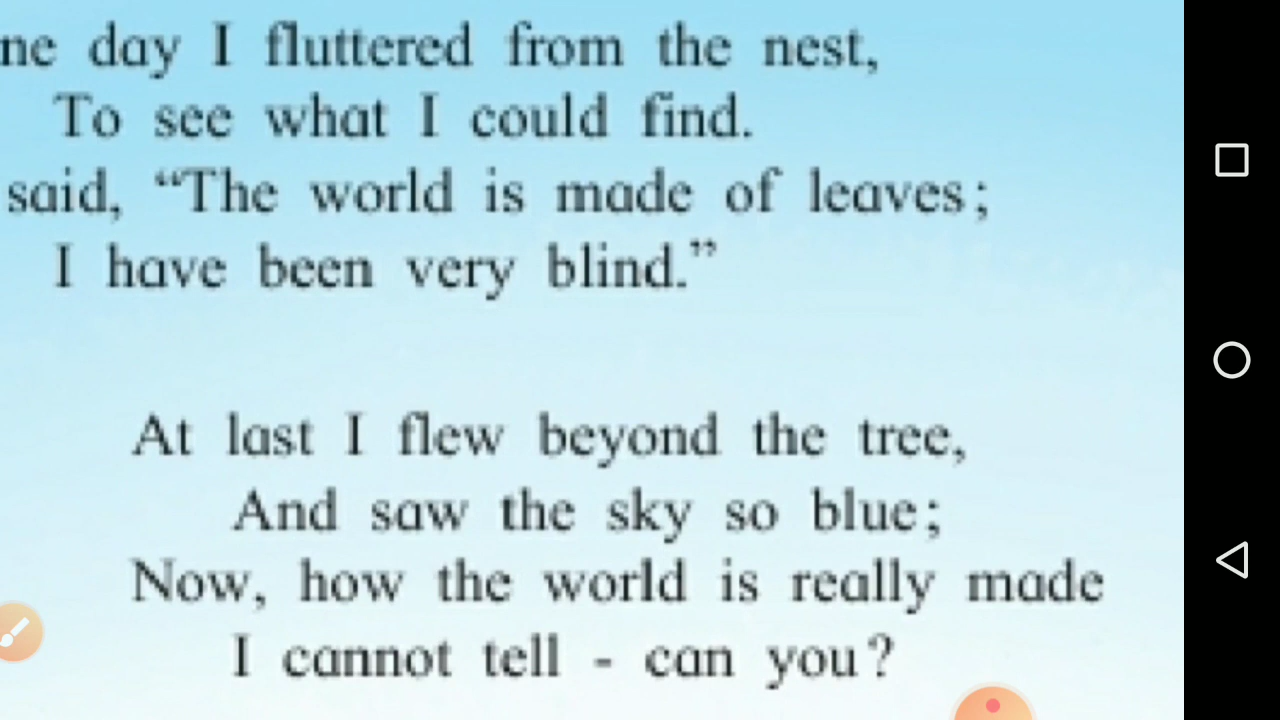 ne day I fluttered from the nest,
To see what I could find.
said, “The world is made of leaves;
I have been very blind.”
At last I flew beyond the tree,
And saw the sky so blue;
Now, how the world is really made
I cannot tell - can you?